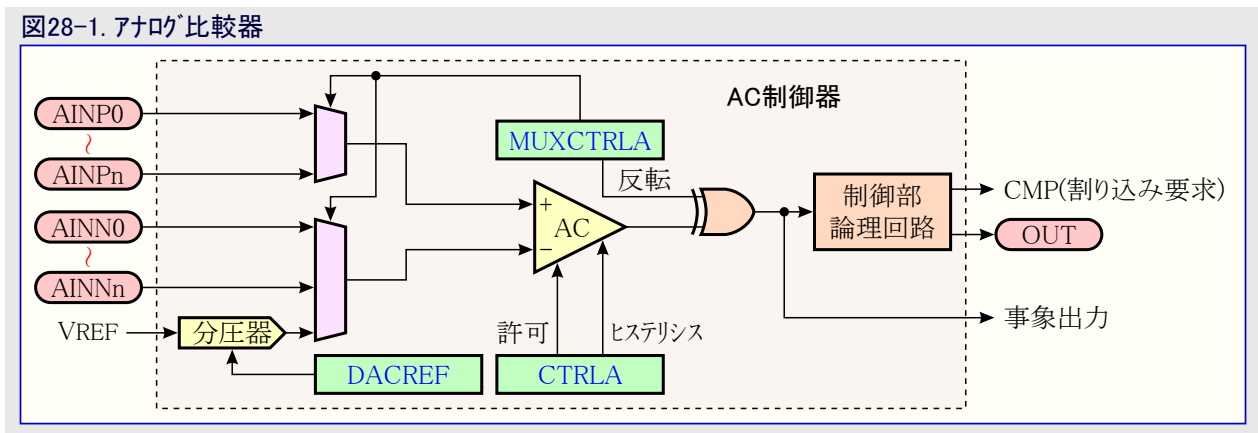 図28-1. アナログ比較器
AC制御器
AINP0
~
AINPn
AINN0
~
AINNn
VREF
分圧器
DACREF
MUXCTRLA
反転
+
AC
−
許可
ヒステリシス
CTRLA
制御部
論理回路
CMP(割り込み要求)
OUT
事象出力